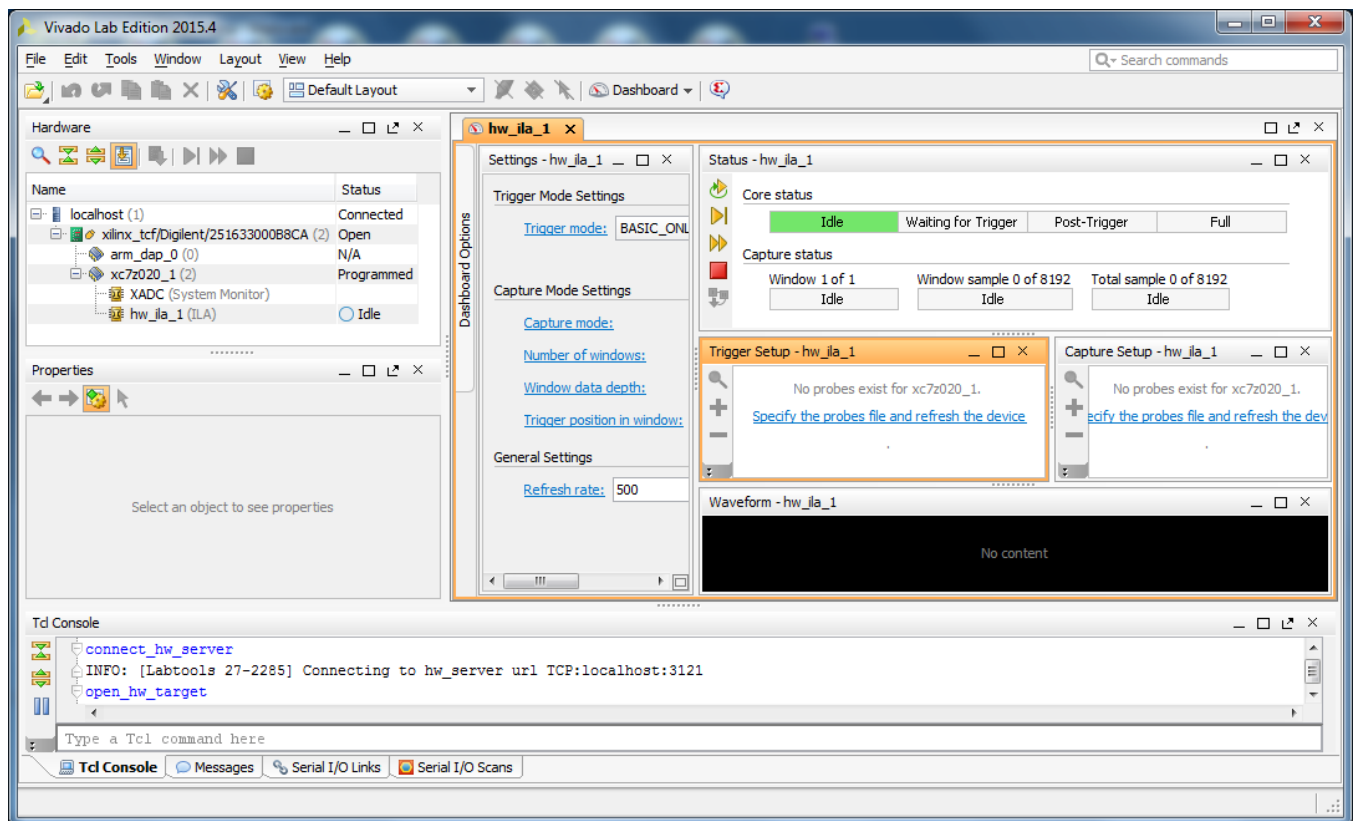 Vivado Lab Edition 2015.4
File Edit Tools Window Layout View Help
Search commands
Default Layout
Dashboard
Hardware
Name Status
localhost (1) Connected
xilinx_tcf/Digilent/251633000B8CA (2) Open
arm_dap_0 (0) N/A
xc7z020_1 (2) Programmed
XADC (System Monitor)
hw_ila_1 (ILA) Idle
Properties
Select an object to see properties
hw_ila_1
Dashboard Options
Settings - hw_ila_1
Trigger Mode Settings
Trigger mode: BASIC_ONL
Capture Mode Settings
Capture mode:
Number of windows:
Window data depth:
Trigger position in window:
General Settings
Refresh rate: 500
Status - hw_ila_1
Core status
Idle Waiting for Trigger Post-Trigger Full
Capture status
Window 1 of 1 Window sample 0 of 8192 Total sample 0 of 8192
Idle Idle Idle
Trigger Setup - hw_ila_1
No probes exist for xc7z020_1.
Specify the probes file and refresh the device
.
Capture Setup - hw_ila_1
No probes exist for xc7z020_1.
ecify the probes file and refresh the dev
.
Waveform - hw_ila_1
No content
Tcl Console
connect_hw_server
INFO: [Labtools 27-2285] Connecting to hw_server url TCP:localhost:3121
open_hw_target
Type a Tcl command here
Tcl Console Messages Serial I/O Links Serial I/O Scans